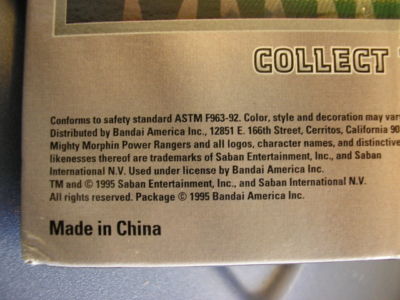 COLLECT
Conforms to safety standard ASTM F963-92. Color, style and decoration may vary
Distributed by Bandai America Inc., 12851 E. 166th Street, Cerritos, California 90
Mighty Morphin Power Rangers and all logos, character names, and distinctive
likenesses thereof are trademarks of Saban Entertainment, Inc., and Saban
International N.V. Used under license by Bandai America Inc.
TM and © 1995 Saban Entertainment, Inc., and Saban International N.V.
All rights reserved. Package © 1995 Bandai America Inc.
Made in China